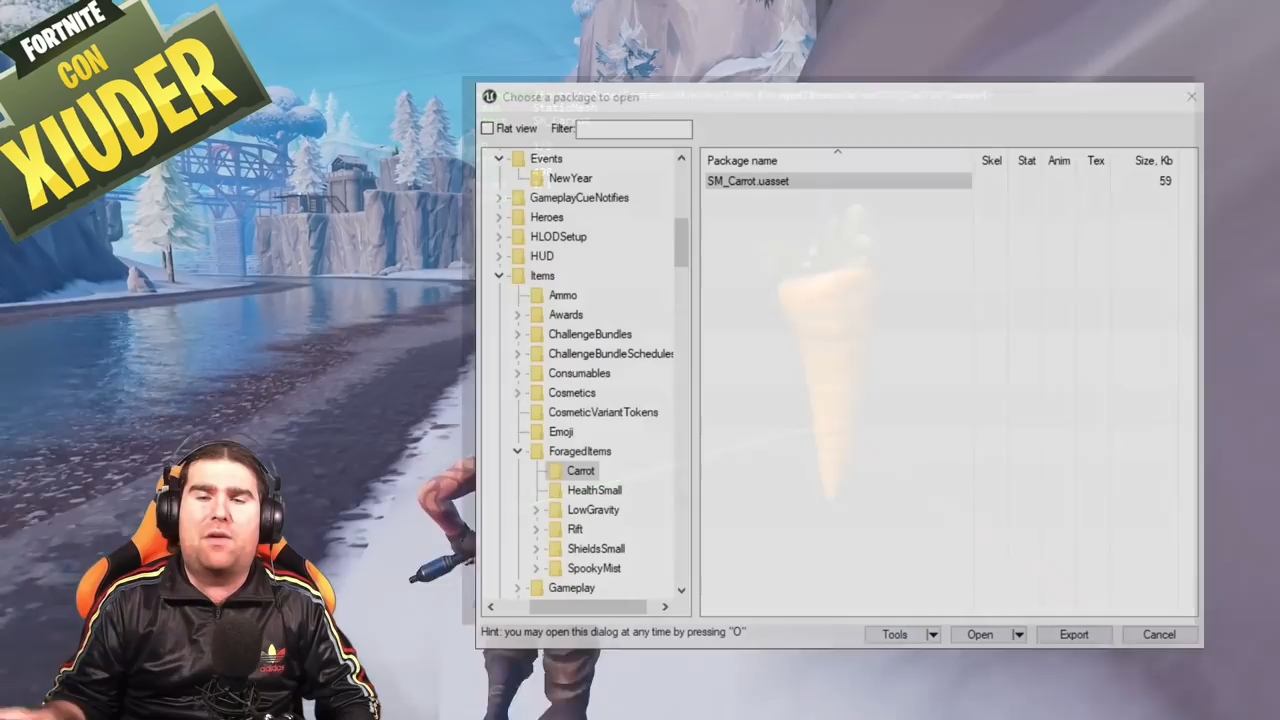 FORTNITE
CON
XIUDER
Choose a package to open
Flat view Filter:
Events
NewYear
GameplayCueNotifies
Heroes
HLODSetup
HUD
Items
Ammo
Awards
ChallengeBundles
ChallengeBundleSchedules
Consumables
Cosmetics
CosmeticVariantTokens
Emoji
ForagedItems
Carrot
HealthSmall
LowGravity
Rift
ShieldsSmall
SpookyMist
Gameplay
Package name Skel Stat Anim Tex Size, Kb
SM_Carrot.uasset 59
Hint: you may open this dialog at any time by pressing "O"
Tools Open Export Cancel
adidas